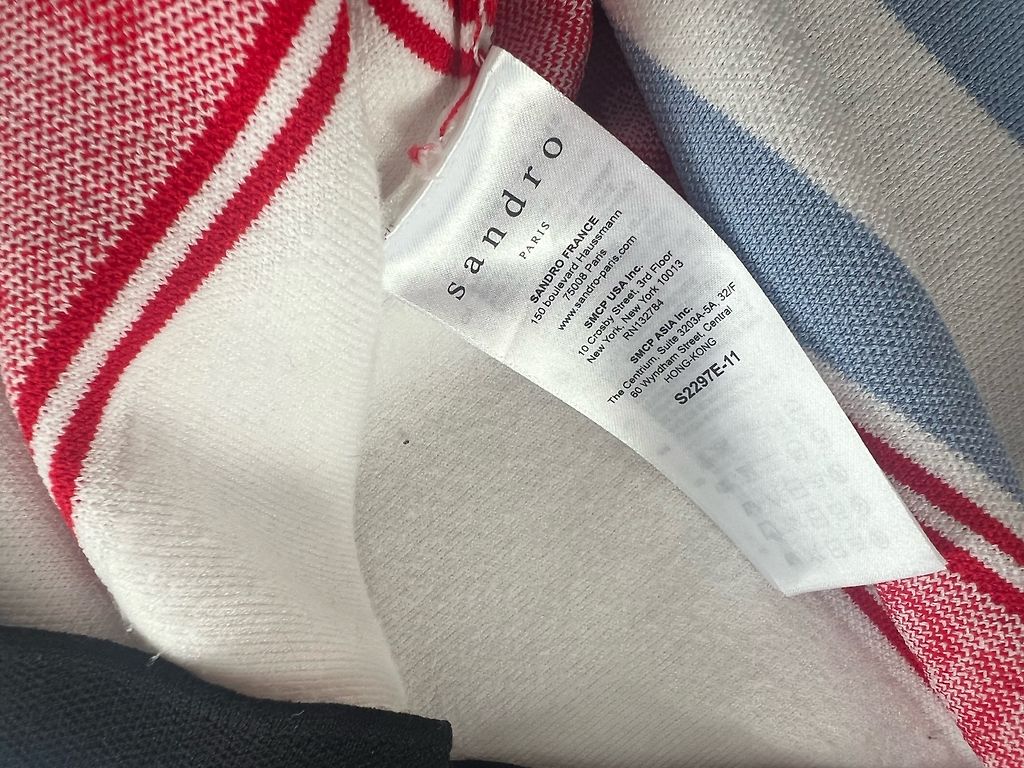 sandro
PARIS
SANDRO FRANCE
150 boulevard Haussmann
75008 Paris
www.sandro-paris.com
SMCP USA Inc.
10 Crosby Street, 3rd Floor
New York, New York 10013
RN132784
SMCP ASIA Inc.
The Centrium, Suite 3203A-5A, 32/F
60 Wyndham Street, Central
HONG-KONG
S2297E-11